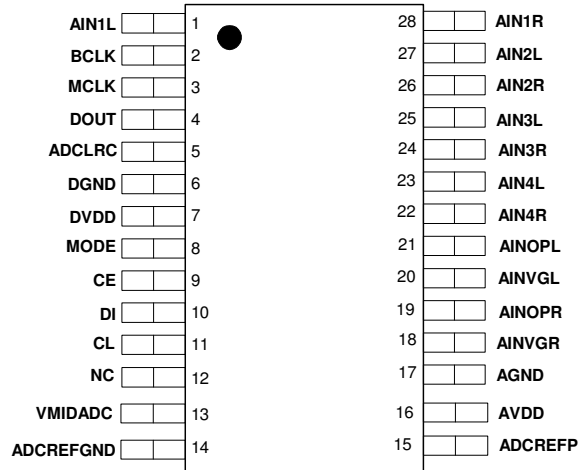 AIN1L 1 28 AIN1R
BCLK 2 27 AIN2L
MCLK 3 26 AIN2R
DOUT 4 25 AIN3L
ADCLRC 5 24 AIN3R
DGND 6 23 AIN4L
DVDD 7 22 AIN4R
MODE 8 21 AINOPL
CE 9 20 AINVGL
DI 10 19 AINOPR
CL 11 18 AINVGR
NC 12 17 AGND
VMIDADC 13 16 AVDD
ADCREFGND 14 15 ADCREFP